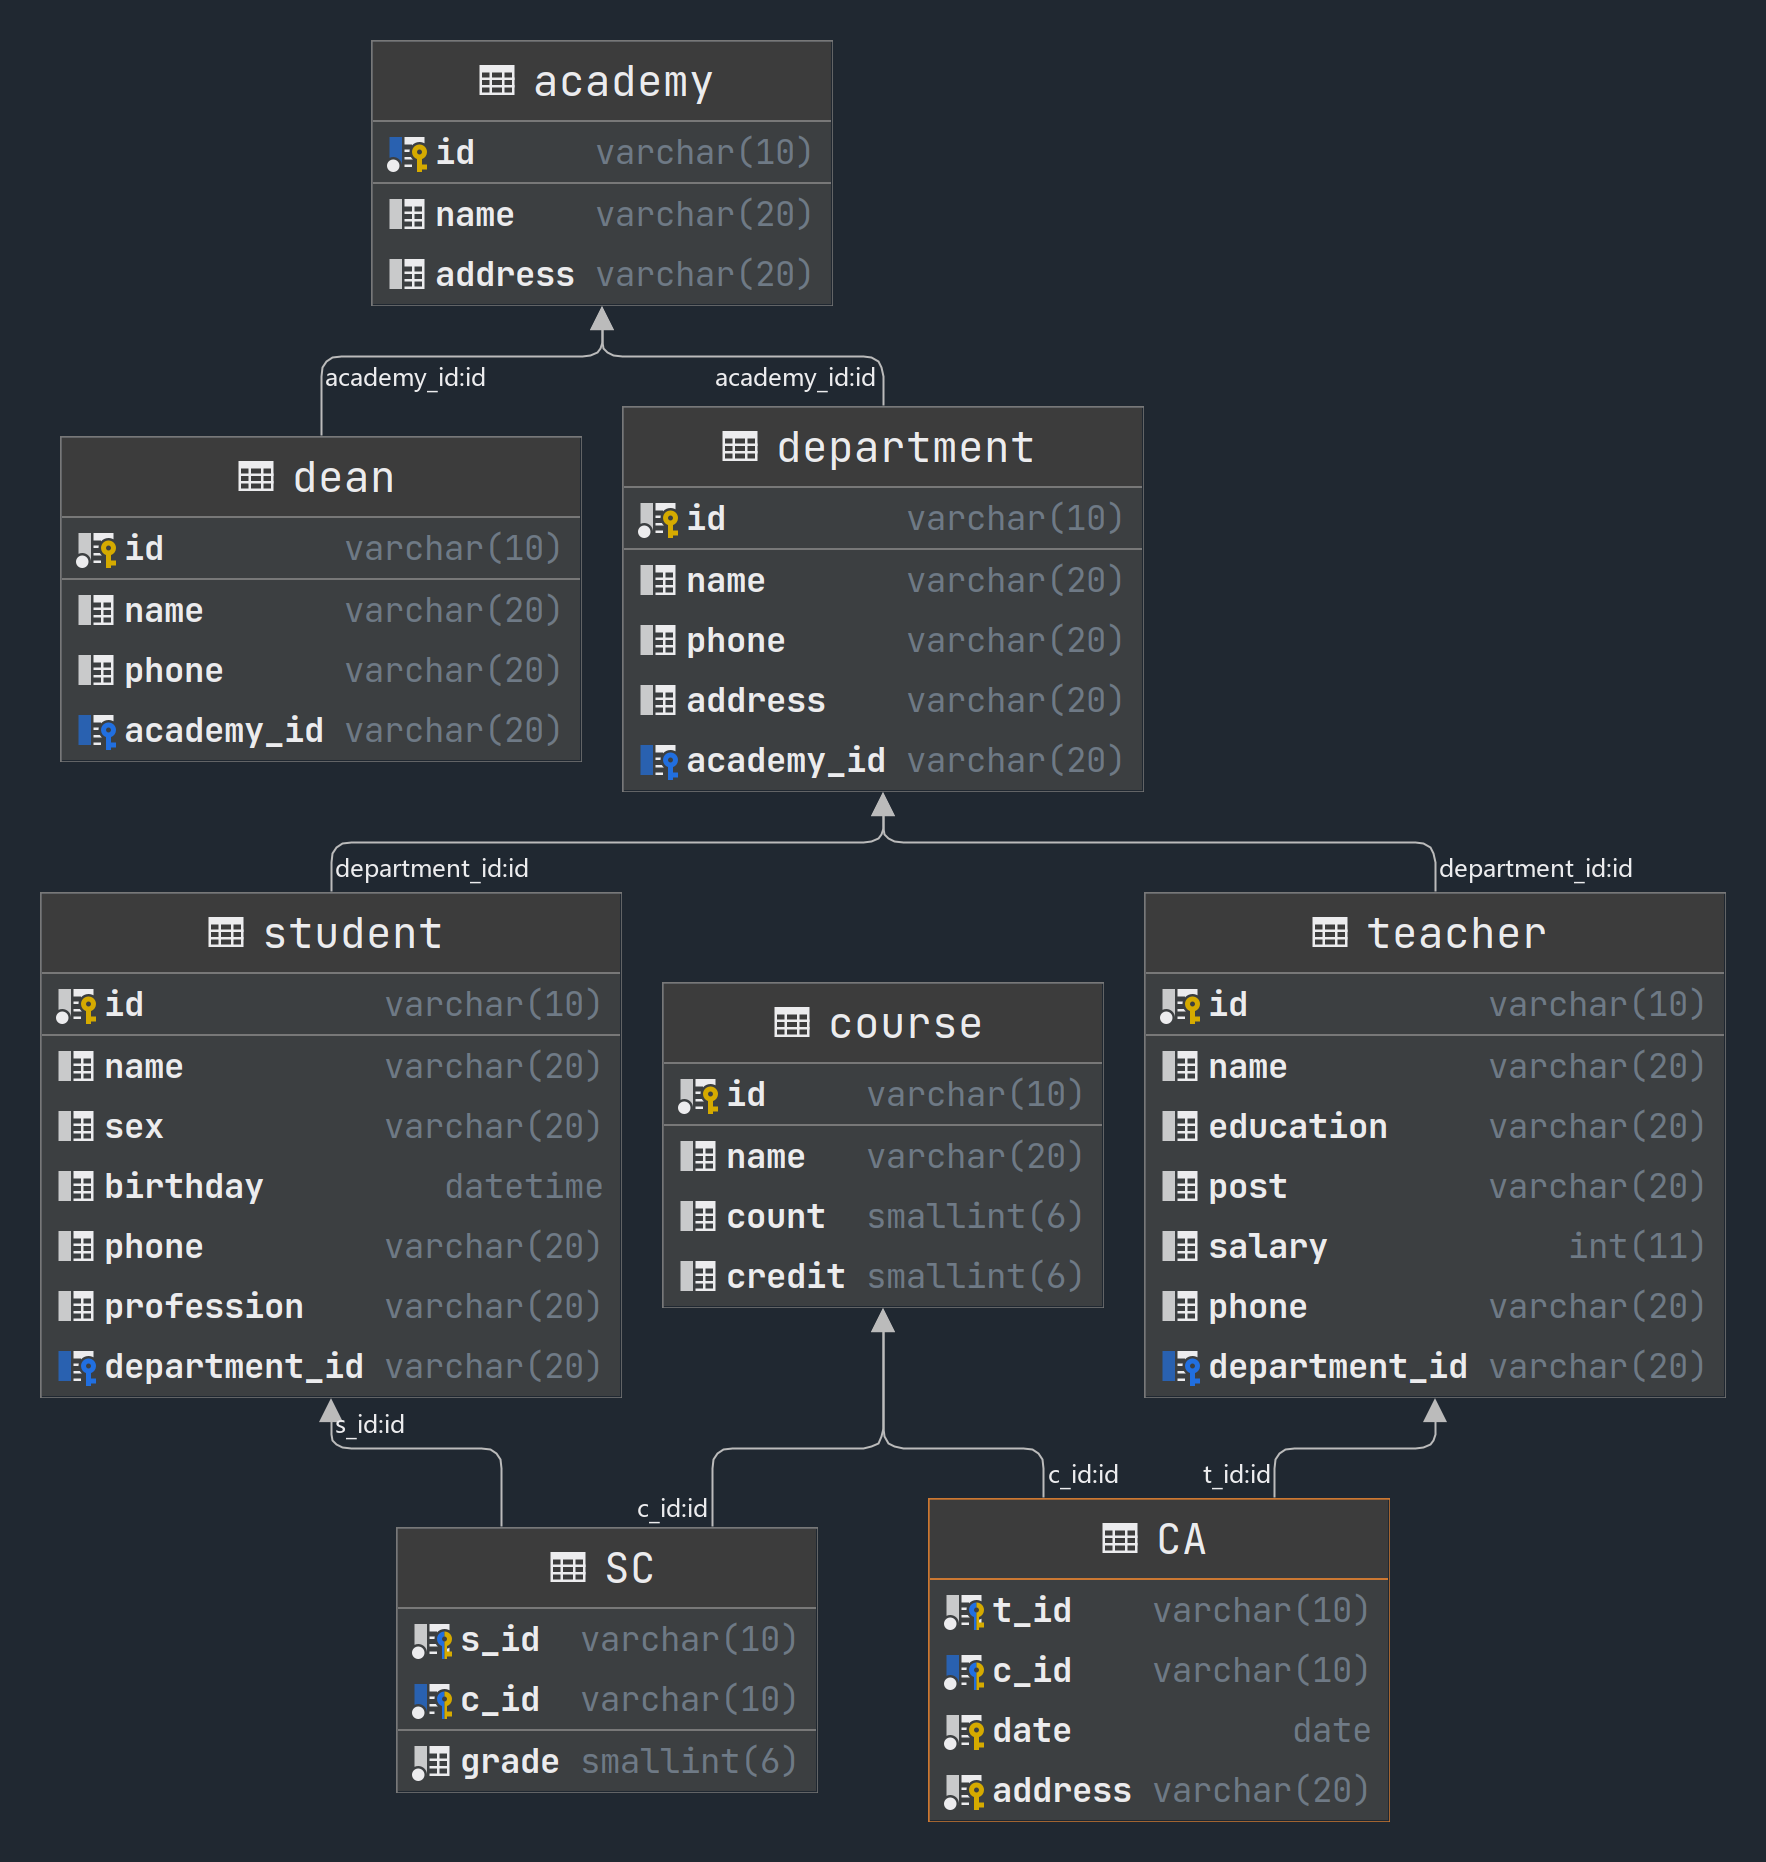 academy
id varchar(10)
name varchar(20)
address varchar(20)
academy_id:id
academy_id:id
dean
id varchar(10)
name varchar(20)
phone varchar(20)
academy_id varchar(20)
department
id varchar(10)
name varchar(20)
phone varchar(20)
address varchar(20)
academy_id varchar(20)
department_id:id
department_id:id
student
id varchar(10)
name varchar(20)
sex varchar(20)
birthday datetime
phone varchar(20)
profession varchar(20)
department_id varchar(20)
course
id varchar(10)
name varchar(20)
count smallint(6)
credit smallint(6)
teacher
id varchar(10)
name varchar(20)
education varchar(20)
post varchar(20)
salary int(11)
phone varchar(20)
department_id varchar(20)
s_id:id
c_id:id
c_id:id
t_id:id
SC
s_id varchar(10)
c_id varchar(10)
grade smallint(6)
CA
t_id varchar(10)
c_id varchar(10)
date date
address varchar(20)